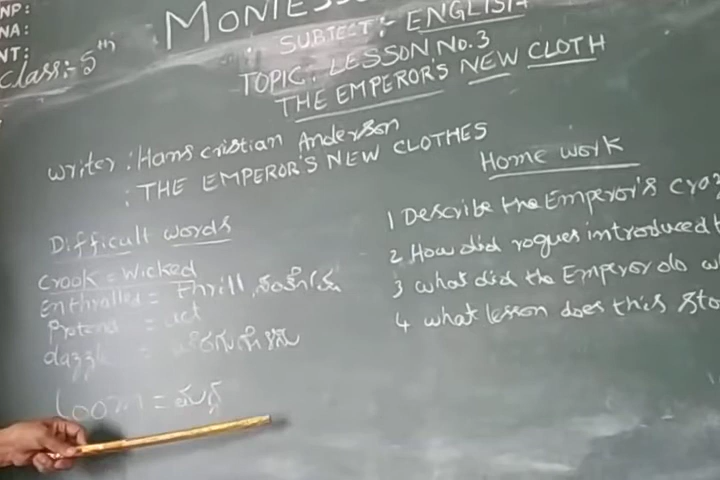 NP:
NA:
NT:
Class:- 5th
SUBJECT:- ENGLISH
TOPIC: LESSON No. 3
THE EMPEROR'S NEW CLOTH
writer: Hans cristian Anderson
: THE EMPEROR'S NEW CLOTHES
Difficult words
Crook = Wicked
Enthralled = Thrill,
Pretend = act
dazzle =
Loom = మగ్గ
Home work
1 Describe the Emperor's
2 How did rogues introduced
3 what did the Emperor do
4 what lesson does this